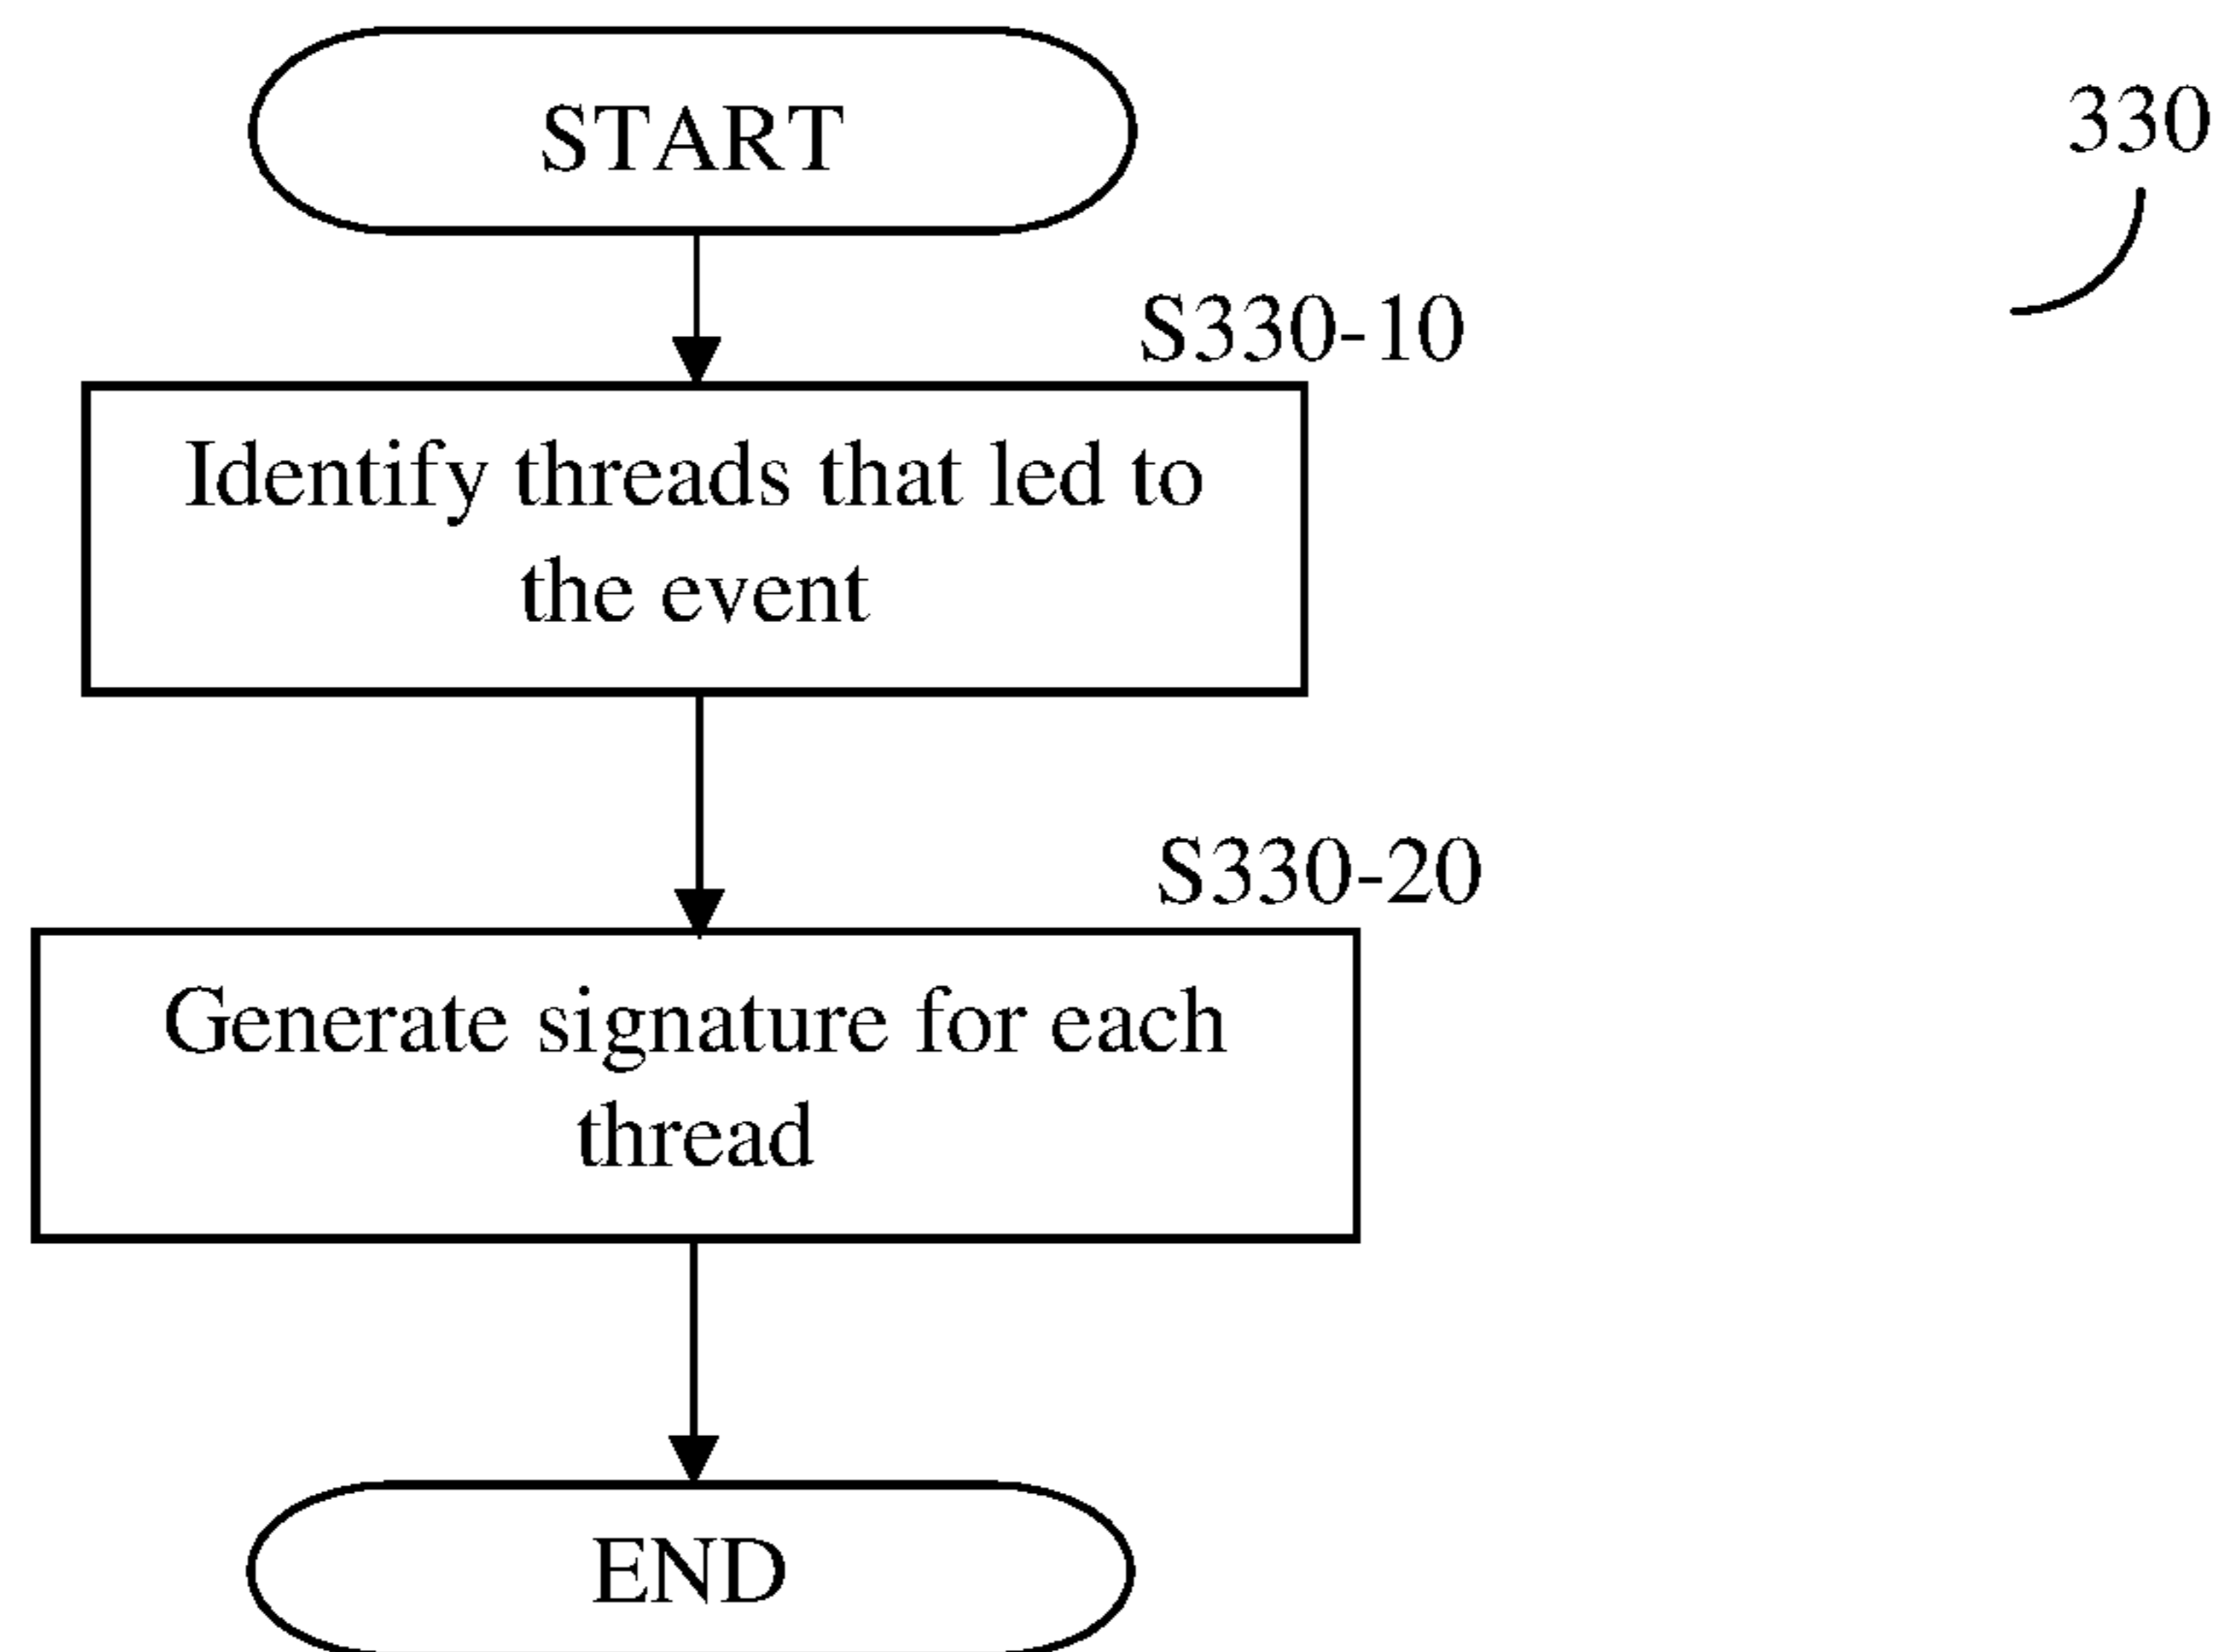 START
330
S330-10
Identify threads that led to
the event
S330-20
Generate signature for each
thread
END